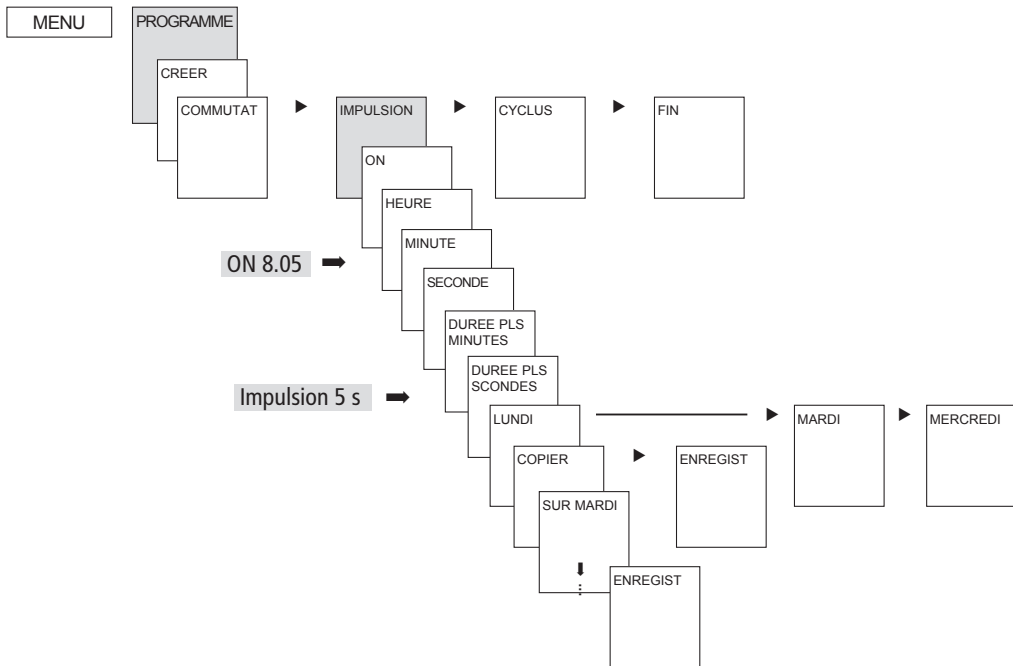 MENU
PROGRAMME
CREER
COMMUTAT
IMPULSION
CYCLUS
FIN
ON
HEURE
MINUTE
ON 8.05
SECONDE
DUREE PLS
MINUTES
DUREE PLS
SCONDES
Impulsion 5 s
LUNDI
MARDI
MERCREDI
COPIER
ENREGIST
SUR MARDI
ENREGIST